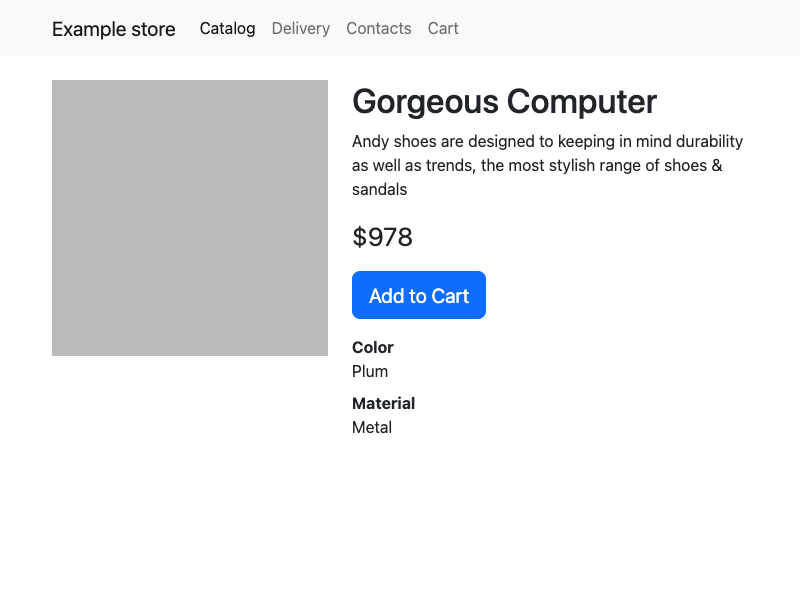 Example store Catalog Delivery Contacts Cart
Gorgeous Computer
Andy shoes are designed to keeping in mind durability
as well as trends, the most stylish range of shoes &
sandals
$978
Add to Cart
Color
Plum
Material
Metal